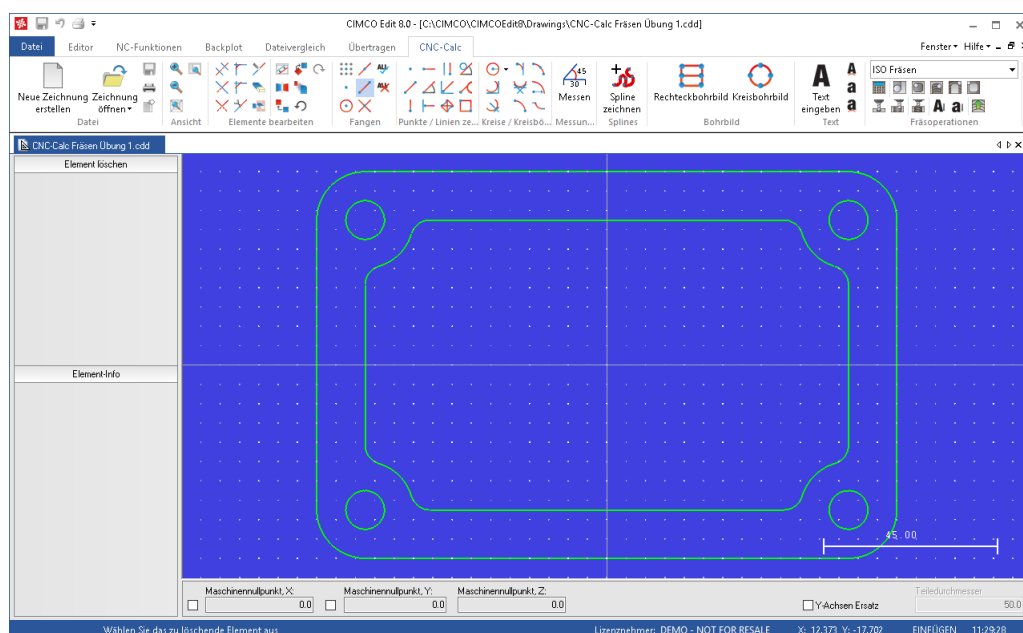 CIMCO Edit 8.0 - [C:\CIMCO\CIMCOEdit8\Drawings\CNC-Calc Fräsen Übung 1.cdd]
Datei Editor NC-Funktionen Backplot Dateivergleich Übertragen CNC-Calc Fenster Hilfe
Neue Zeichnung erstellen
Zeichnung öffnen
Datei
Ansicht
Elemente bearbeiten
ALL
ALL
Fangen
Punkte / Linien ze...
Kreise / Kreisbö...
45
30
Messen
Messun...
Spline zeichnen
Splines
Rechteckbohrbild Kreisbohrbild
Bohrbild
A
Text eingeben
A
a
a
Text
ISO Fräsen
A a
Fräsoperationen
CNC-Calc Fräsen Übung 1.cdd
Element löschen
Element-Info
45.00
Maschinennullpunkt, X: Maschinennullpunkt, Y: Maschinennullpunkt, Z: Teiledurchmesser
0.0 0.0 0.0 Y-Achsen Ersatz 50.0
Wählen Sie das zu löschende Element aus Lizenznehmer: DEMO - NOT FOR RESALE X: 12.373 Y: -17.702 EINFÜGEN 11:29:28